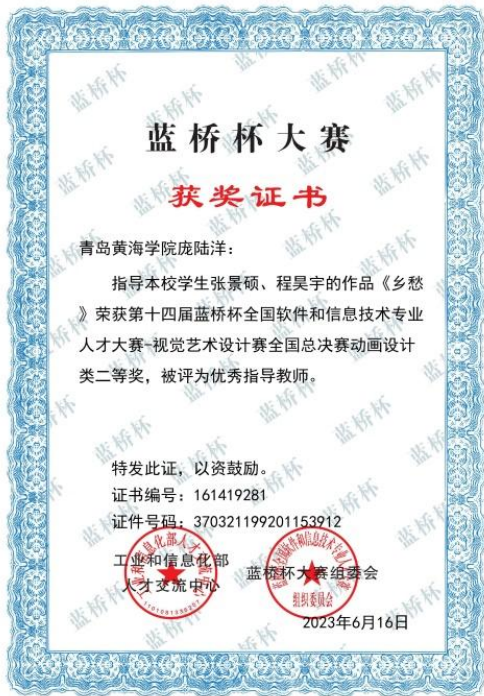 蓝桥杯大赛
获奖证书
青岛黄海学院庞陆洋：
指导本校学生张景硕、程昊宇的作品《乡愁
》荣获第十四届蓝桥杯全国软件和信息技术专业
人才大赛-视觉艺术设计赛全国总决赛动画设计
类二等奖，被评为优秀指导教师。
特发此证，以资鼓励。
证书编号：161419281
证件号码：370321199201153912
工业和信息化部
人才交流中心
蓝桥杯大赛组委会
组织委员会
2023年6月16日